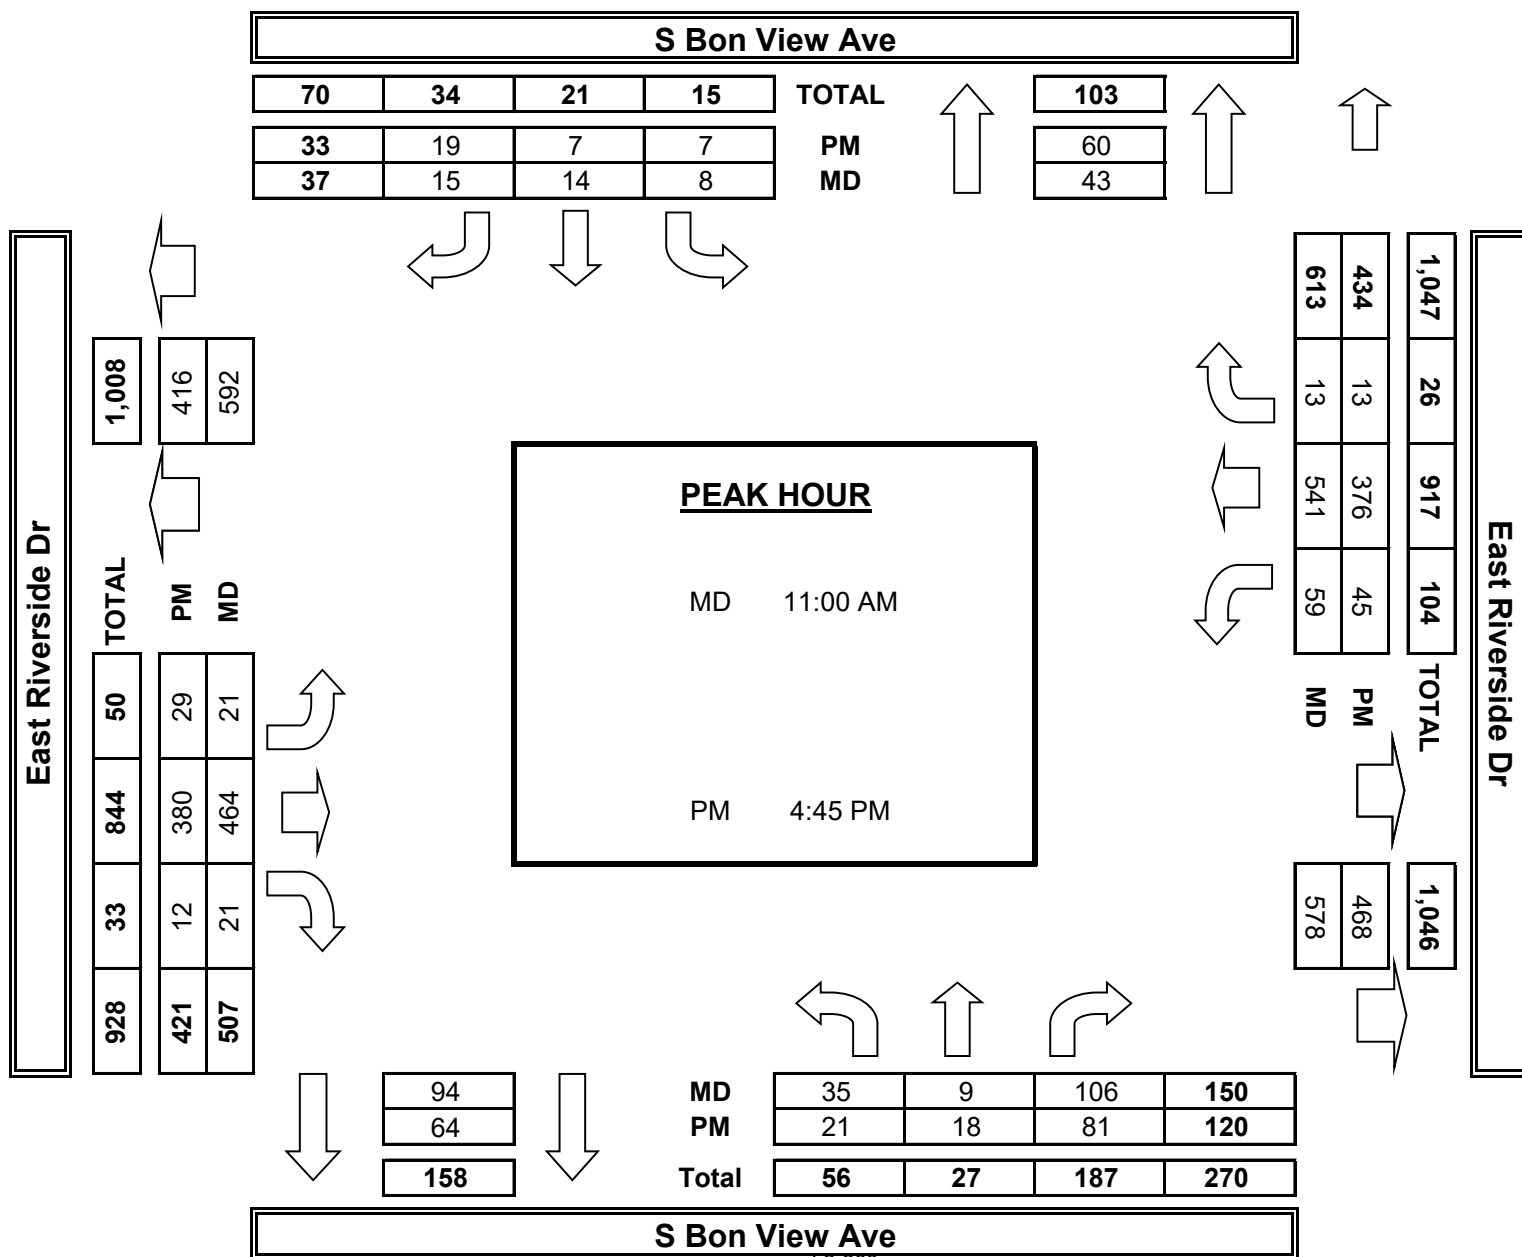 S Bon View Ave
70 34 21 15 TOTAL 103
33 19 7 7 PM 60
37 15 14 8 MD 43
East Riverside Dr
1,008
416
592
TOTAL
PM
MD
50 844 33 928
29 380 12 421
21 464 21 507
PEAK HOUR
MD 11:00 AM
PM 4:45 PM
1,047 26 917 104 TOTAL 1,046
434 13 376 45 PM 468
613 13 541 59 MD 578
East Riverside Dr
94 MD 35 9 106 150
64 PM 21 18 81 120
158 Total 56 27 187 270
S Bon View Ave